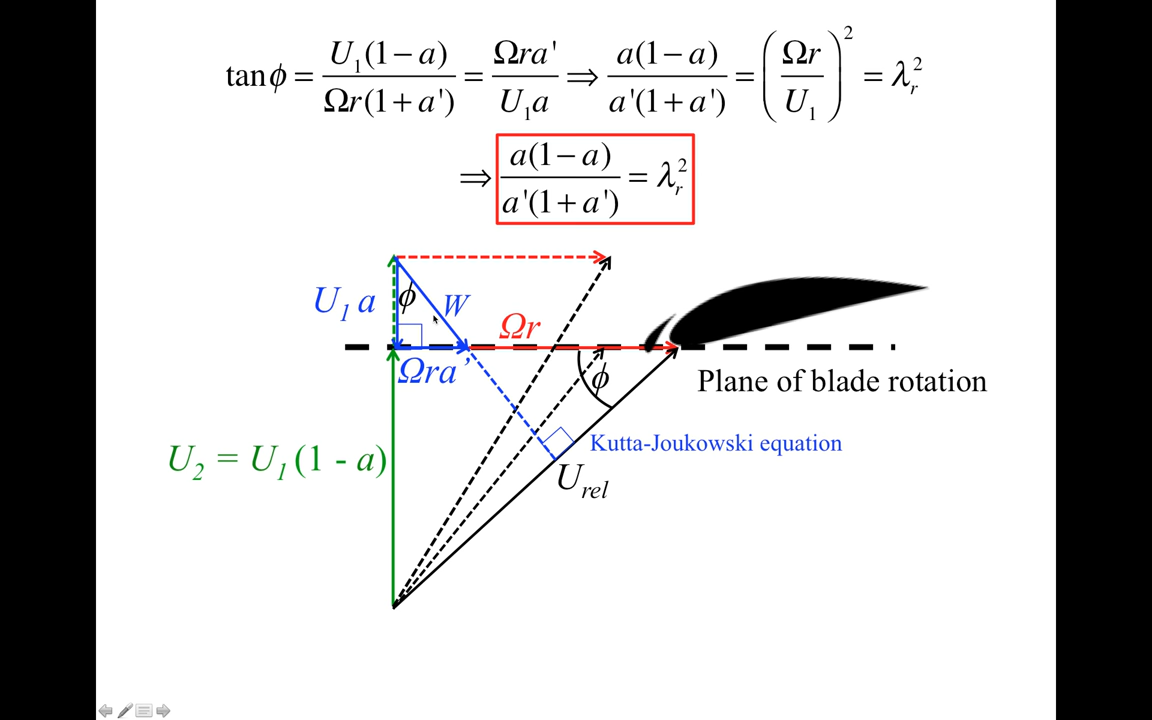 tanϕ = U₁(1−a) / Ωr(1+a') = Ωra' / U₁a ⇒ a(1−a) / a'(1+a') = (Ωr / U₁)² = λᵣ²
⇒ a(1−a) / a'(1+a') = λᵣ²
U₁ a
ϕ
W
Ωr
Ωra’
ϕ
Plane of blade rotation
Kutta-Joukowski equation
U₂ = U₁ (1 - a)
U_rel